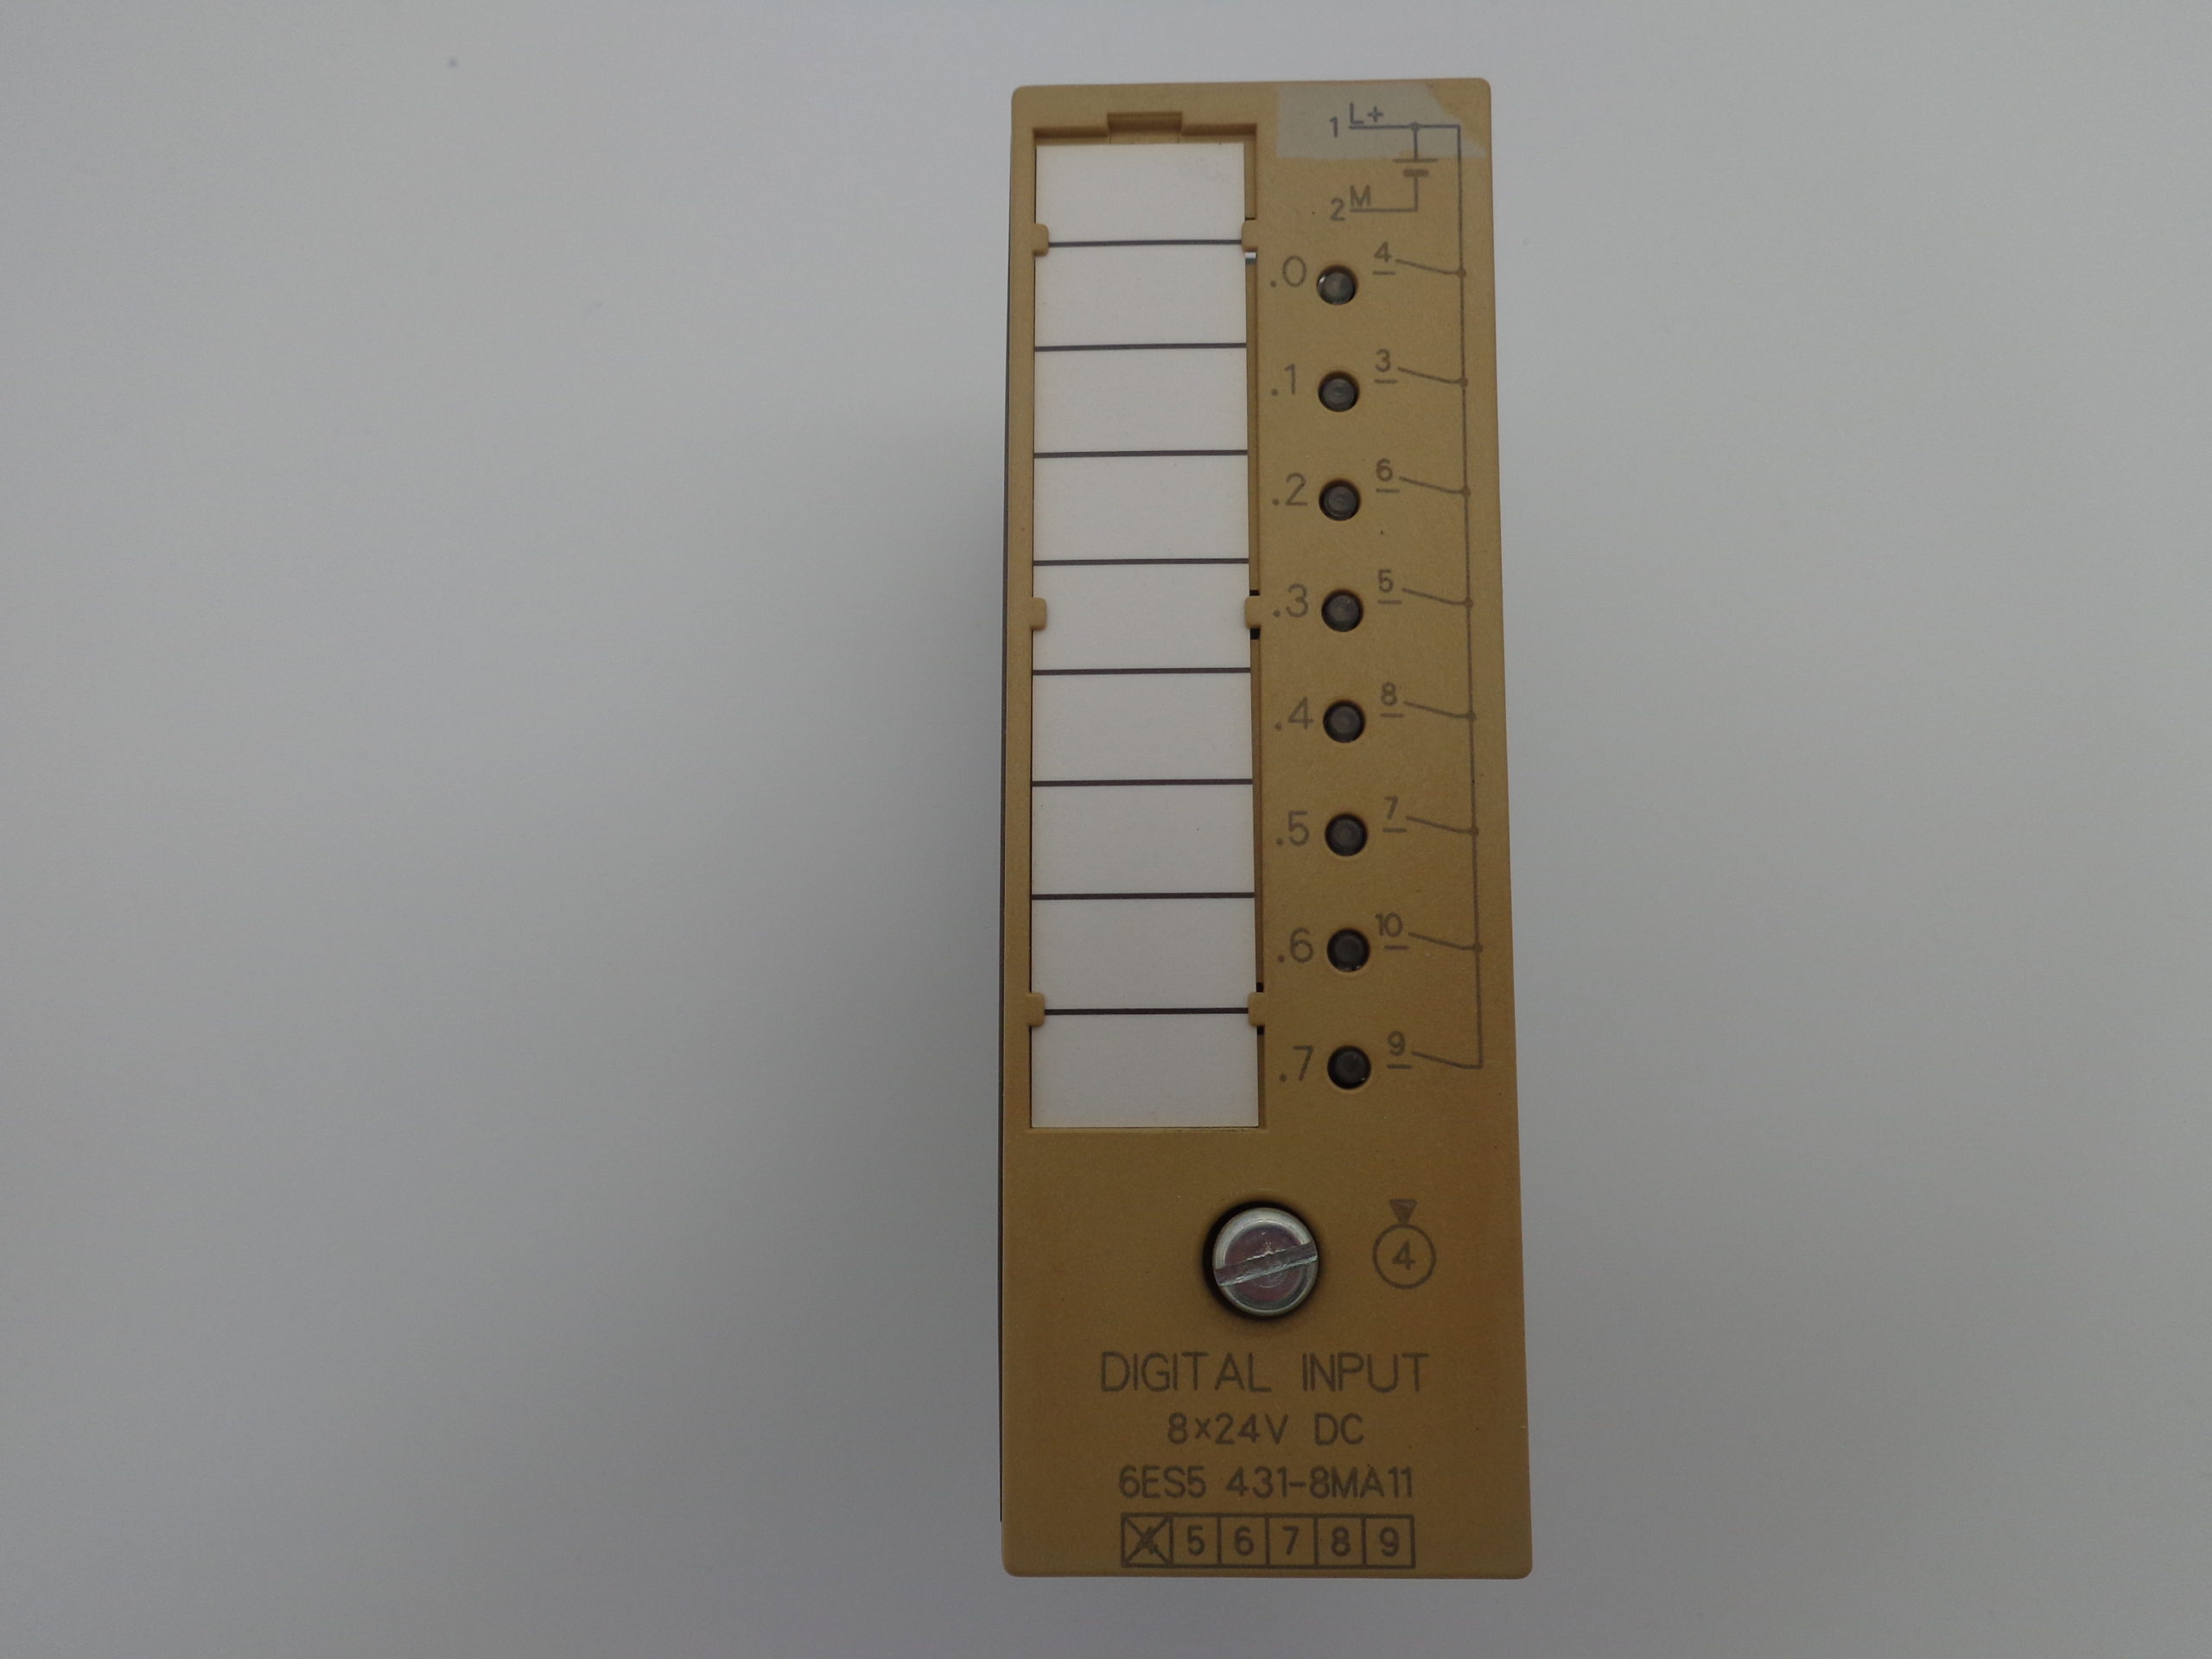 1 L+
2 M
.0 4
.1 3
.2 6
.3 5
.4 8
.5 7
.6 10
.7 9
4
DIGITAL INPUT
8×24V DC
6ES5 431-8MA11
4 5 6 7 8 9